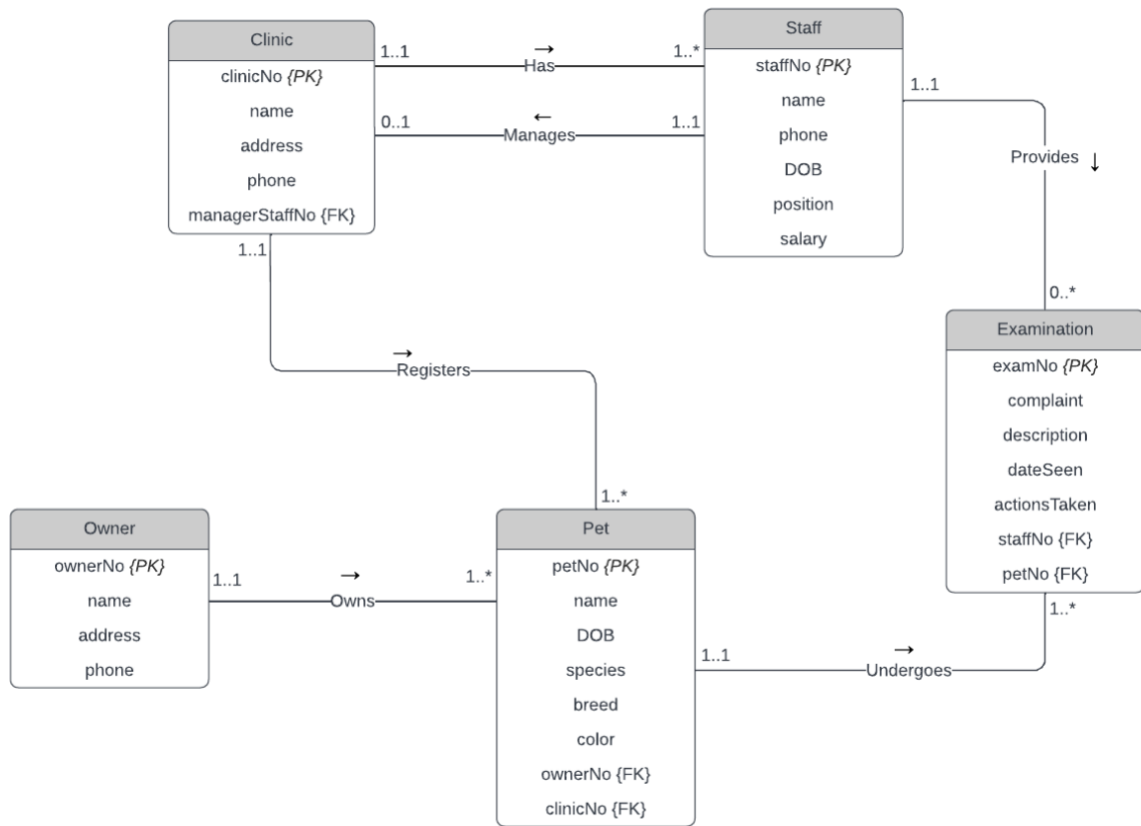 Clinic
clinicNo {PK}
name
address
phone
managerStaffNo {FK}
1..1
→
Has
1..*
0..1
←
Manages
1..1
Staff
staffNo {PK}
name
phone
DOB
position
salary
1..1
Provides ↓
0..*
Examination
examNo {PK}
complaint
description
dateSeen
actionsTaken
staffNo {FK}
petNo {FK}
1..*
1..1
→
Registers
1..*
Owner
ownerNo {PK}
name
address
phone
1..1
→
Owns
1..*
Pet
petNo {PK}
name
DOB
species
breed
color
ownerNo {FK}
clinicNo {FK}
1..1
→
Undergoes